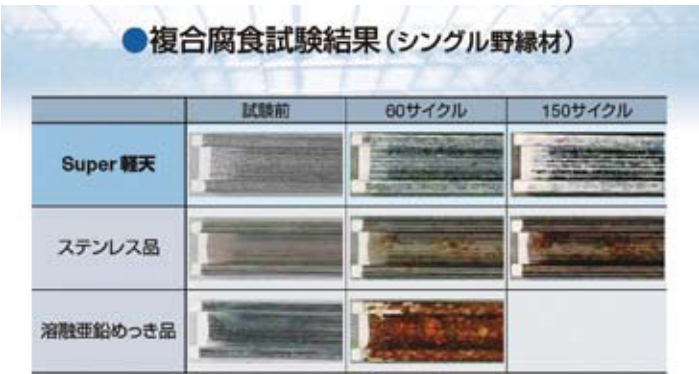 ●複合腐食試験結果（シングル野縁材）
試験前 60サイクル 150サイクル
Super 軽天
ステンレス品
溶融亜鉛めっき品